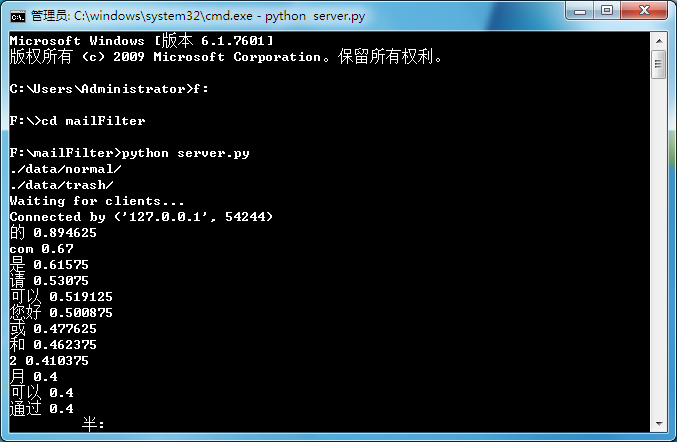 管理员: C:\windows\system32\cmd.exe - python  server.py
Microsoft Windows [版本 6.1.7601]
版权所有 (c) 2009 Microsoft Corporation。保留所有权利。
C:\Users\Administrator>f:
F:\>cd mailFilter
F:\mailFilter>python server.py
./data/normal/
./data/trash/
Waiting for clients...
Connected by ('127.0.0.1', 54244)
的 0.894625
com 0.67
是 0.61575
请 0.53075
可以 0.519125
您好 0.500875
或 0.477625
和 0.462375
2 0.410375
月 0.4
可以 0.4
通过 0.4
半: